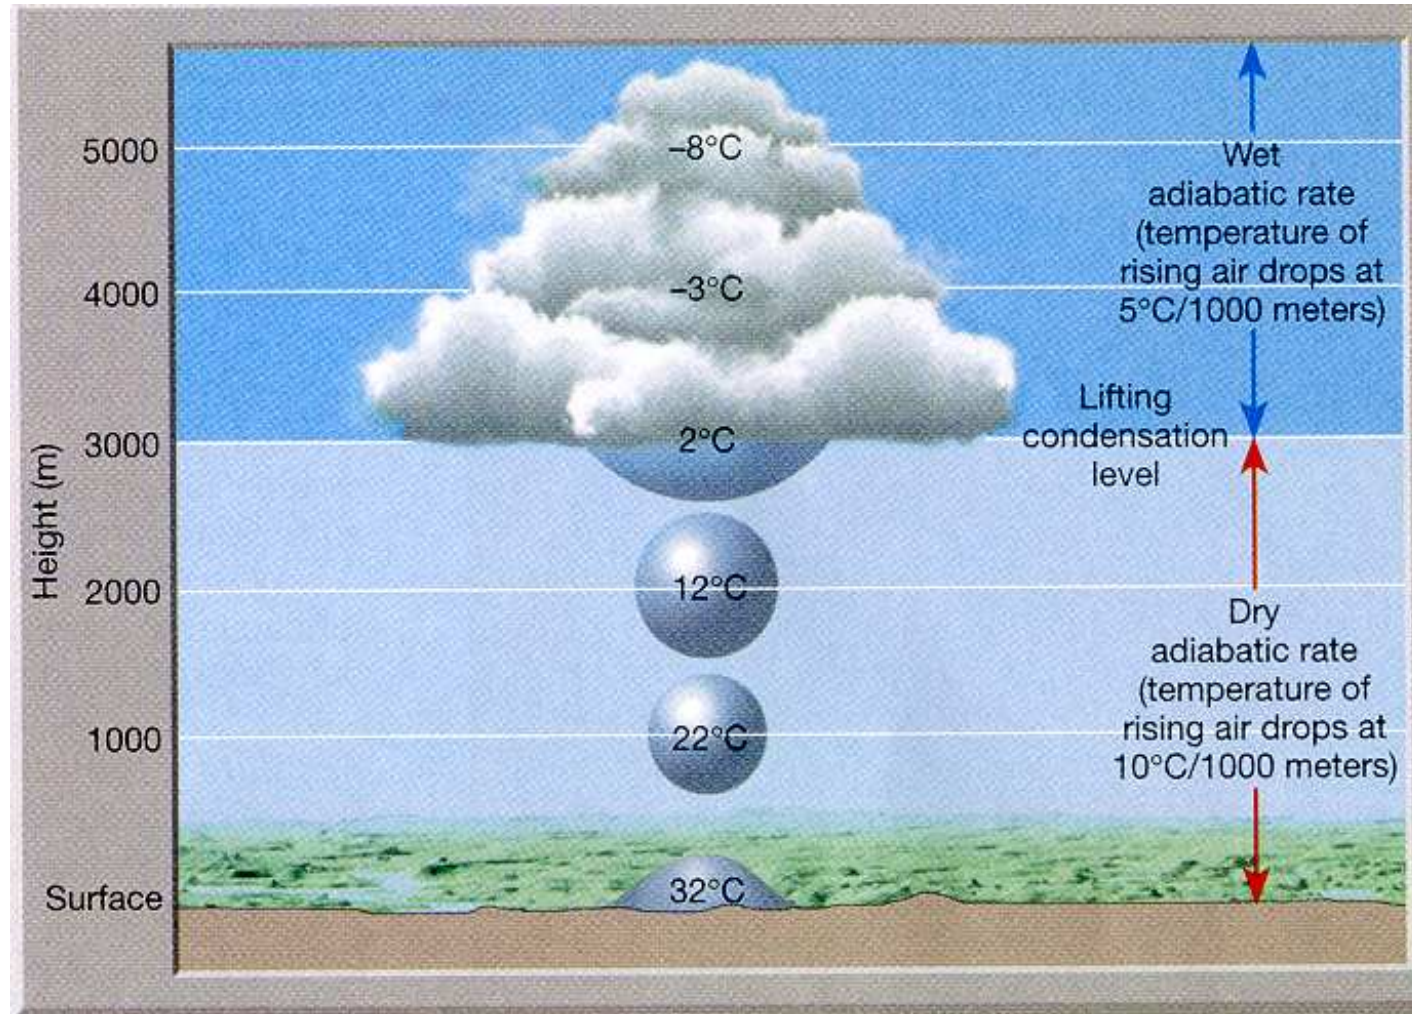 5000
–8°C
Wet
adiabatic rate
(temperature of
rising air drops at
5°C/1000 meters)
4000
–3°C
Lifting
condensation
level
3000
2°C
Height (m)
2000
12°C
Dry
adiabatic rate
(temperature of
rising air drops at
10°C/1000 meters)
1000
22°C
Surface
32°C